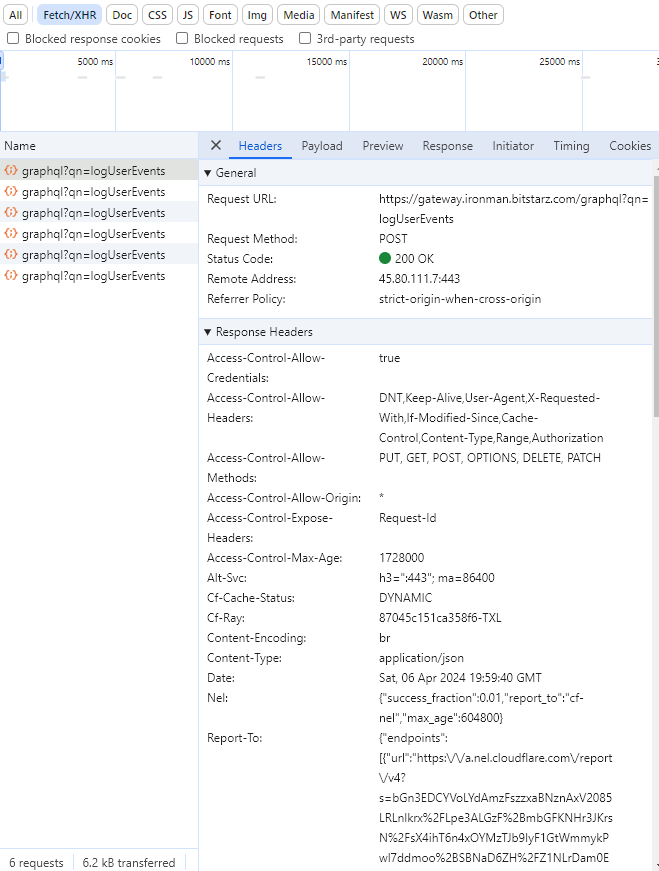 All Fetch/XHR Doc CSS JS Font Img Media Manifest WS Wasm Other
Blocked response cookies Blocked requests 3rd-party requests
5000 ms 10000 ms 15000 ms 20000 ms 25000 ms
Name
graphql?qn=logUserEvents
graphql?qn=logUserEvents
graphql?qn=logUserEvents
graphql?qn=logUserEvents
graphql?qn=logUserEvents
graphql?qn=logUserEvents
6 requests 6.2 kB transferred
Headers Payload Preview Response Initiator Timing Cookies
General
Request URL: https://gateway.ironman.bitstarz.com/graphql?qn=
logUserEvents
Request Method: POST
Status Code: 200 OK
Remote Address: 45.80.111.7:443
Referrer Policy: strict-origin-when-cross-origin
Response Headers
Access-Control-Allow- true
Credentials:
Access-Control-Allow- DNT,Keep-Alive,User-Agent,X-Requested-
Headers: With,If-Modified-Since,Cache-
Control,Content-Type,Range,Authorization
Access-Control-Allow- PUT, GET, POST, OPTIONS, DELETE, PATCH
Methods:
Access-Control-Allow-Origin: *
Access-Control-Expose- Request-Id
Headers:
Access-Control-Max-Age: 1728000
Alt-Svc: h3=":443"; ma=86400
Cf-Cache-Status: DYNAMIC
Cf-Ray: 87045c151ca358f6-TXL
Content-Encoding: br
Content-Type: application/json
Date: Sat, 06 Apr 2024 19:59:40 GMT
Nel: {"success_fraction":0.01,"report_to":"cf-
nel","max_age":604800}
Report-To: {"endpoints":
[{"url":"https:\/\/a.nel.cloudflare.com\/report
\/v4?
s=bGn3EDCYVoLYdAmzFszzxaBNznAxV2085
LRLnlkrx%2FLpe3ALGzF%2BmbGFKNHr3JKrs
N%2FsX4ihT6n4xOYMzTJb9lyF1GtWmmykP
wl7ddmoo%2BSBNaD6ZH%2FZ1NLrDam0E